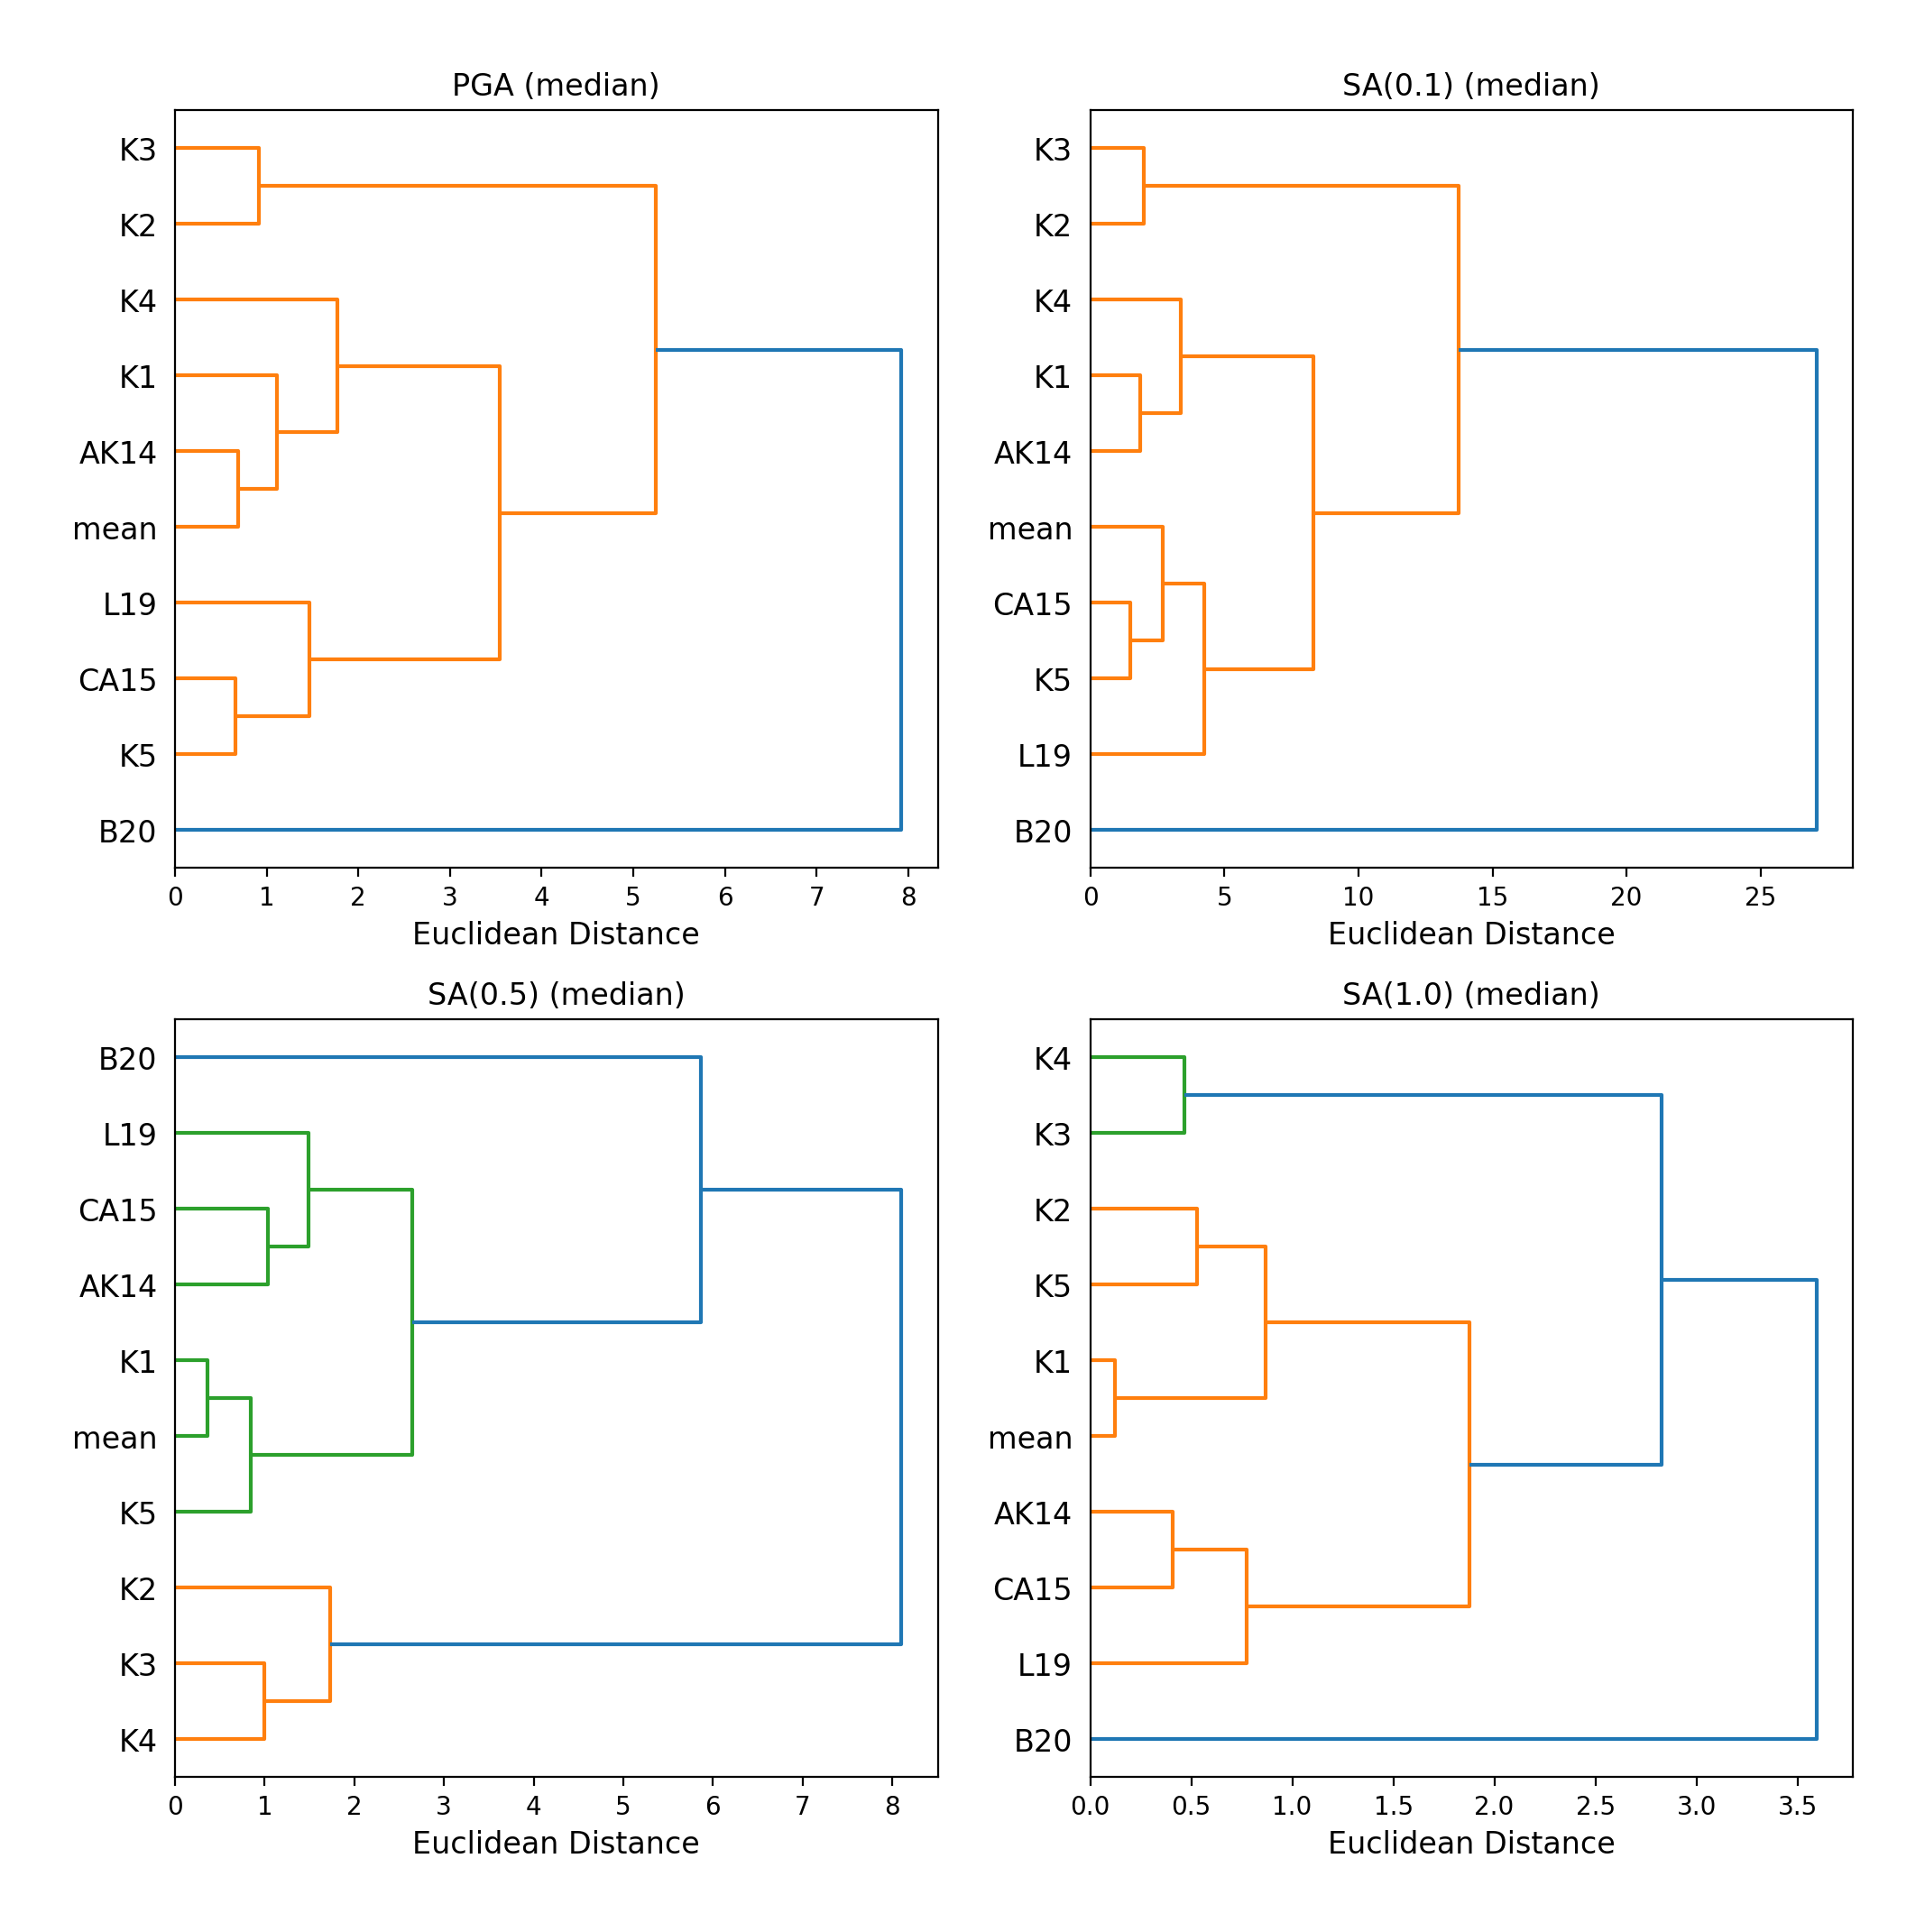 PGA (median)
K3
K2
K4
K1
AK14
mean
L19
CA15
K5
B20
0 1 2 3 4 5 6 7 8
Euclidean Distance
SA(0.1) (median)
K3
K2
K4
K1
AK14
mean
CA15
K5
L19
B20
0 5 10 15 20 25
Euclidean Distance
SA(0.5) (median)
B20
L19
CA15
AK14
K1
mean
K5
K2
K3
K4
0 1 2 3 4 5 6 7 8
Euclidean Distance
SA(1.0) (median)
K4
K3
K2
K5
K1
mean
AK14
CA15
L19
B20
0.0 0.5 1.0 1.5 2.0 2.5 3.0 3.5
Euclidean Distance